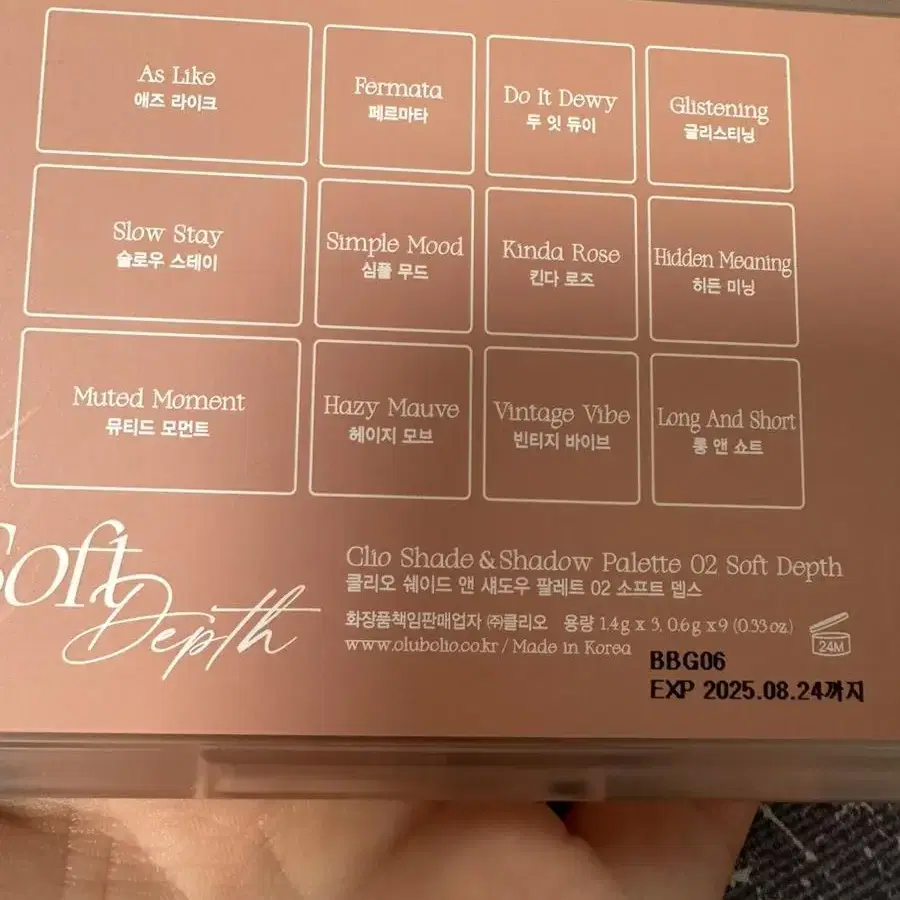 As Like
애즈 라이크
Fermata
페르마타
Do It Dewy
두 잇 듀이
Glistening
글리스티닝
Slow Stay
슬로우 스테이
Simple Mood
심플 무드
Kinda Rose
킨다 로즈
Hidden Meaning
히든 미닝
Muted Moment
뮤티드 모먼트
Hazy Mauve
헤이지 모브
Vintage Vibe
빈티지 바이브
Long And Short
롱 앤 쇼트
Soft
Depth
Clio Shade & Shadow Palette 02 Soft Depth
클리오 쉐이드 앤 섀도우 팔레트 02 소프트 뎁스
화장품책임판매업자 ㈜클리오 용량 1.4g x 3, 0.6g x 9 (0.33oz)
www.clubclio.co.kr / Made in Korea
24M
BBG06
EXP 2025.08.24까지